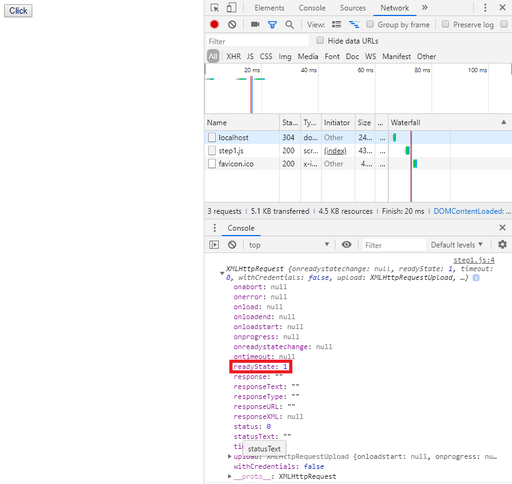 Click
Elements Console Sources Network »
View: Group by frame Preserve log
Filter Hide data URLs
All XHR JS CSS Img Media Font Doc WS Manifest Other
20 ms 40 ms 60 ms 80 ms 100 ms
Name Sta... Ty... Initiator Size ... Waterfall
localhost 304 do... Other 24...
step1.js 200 scr... (index) 43...
favicon.ico 200 x-i... Other 4....
3 requests | 5.1 KB transferred | 4.5 KB resources | Finish: 20 ms | DOMContentLoaded: ...
Console
top Filter Default levels
step1.js:4
XMLHttpRequest {onreadystatechange: null, readyState: 1, timeout:
0, withCredentials: false, upload: XMLHttpRequestUpload, …}
onabort: null
onerror: null
onload: null
onloadend: null
onloadstart: null
onprogress: null
onreadystatechange: null
ontimeout: null
readyState: 1
response: ""
responseText: ""
responseType: ""
responseURL: ""
responseXML: null
status: 0
statusText: ""
statusText
upload: XMLHttpRequestUpload {onloadstart: null, onprogress: nu...
withCredentials: false
__proto__: XMLHttpRequest